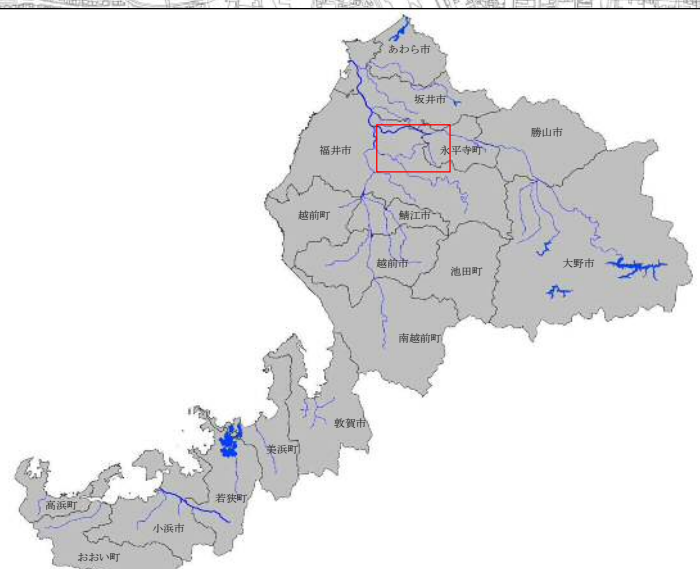 あわら市
坂井市
勝山市
福井市
永平寺町
越前町
鯖江市
越前市
池田町
大野市
南越前町
敦賀市
美浜町
若狭町
高浜町
小浜市
おおい町